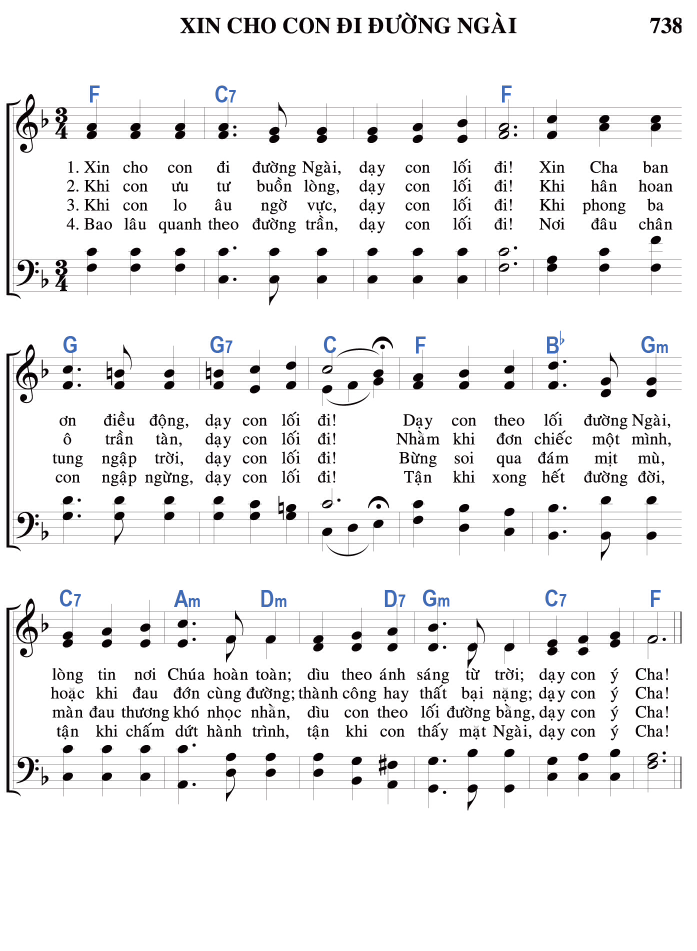 XIN CHO CON ĐI ĐƯỜNG NGÀI 738
F C7 F
1. Xin cho con đi đường Ngài, dạy con lối đi! Xin Cha ban
2. Khi con ưu tư buồn lòng, dạy con lối đi! Khi hân hoan
3. Khi con lo âu ngờ vực, dạy con lối đi! Khi phong ba
4. Bao lâu quanh theo đường trần, dạy con lối đi! Nơi đâu chân
G G7 C F B♭ Gm
ơn điều động, dạy con lối đi! Dạy con theo lối đường Ngài,
ô trần tàn, dạy con lối đi! Nhằm khi đơn chiếc một mình,
tung ngập trời, dạy con lối đi! Bừng soi qua đám mịt mù,
con ngập ngừng, dạy con lối đi! Tận khi xong hết đường đời,
C7 Am Dm D7 Gm C7 F
lòng tin nơi Chúa hoàn toàn; dìu theo ánh sáng từ trời; dạy con ý Cha!
hoặc khi đau đớn cùng đường; thành công hay thất bại nặng; dạy con ý Cha!
màn đau thương khó nhọc nhằn, dìu con theo lối đường bằng, dạy con ý Cha!
tận khi chấm dứt hành trình, tận khi con thấy mặt Ngài, dạy con ý Cha!